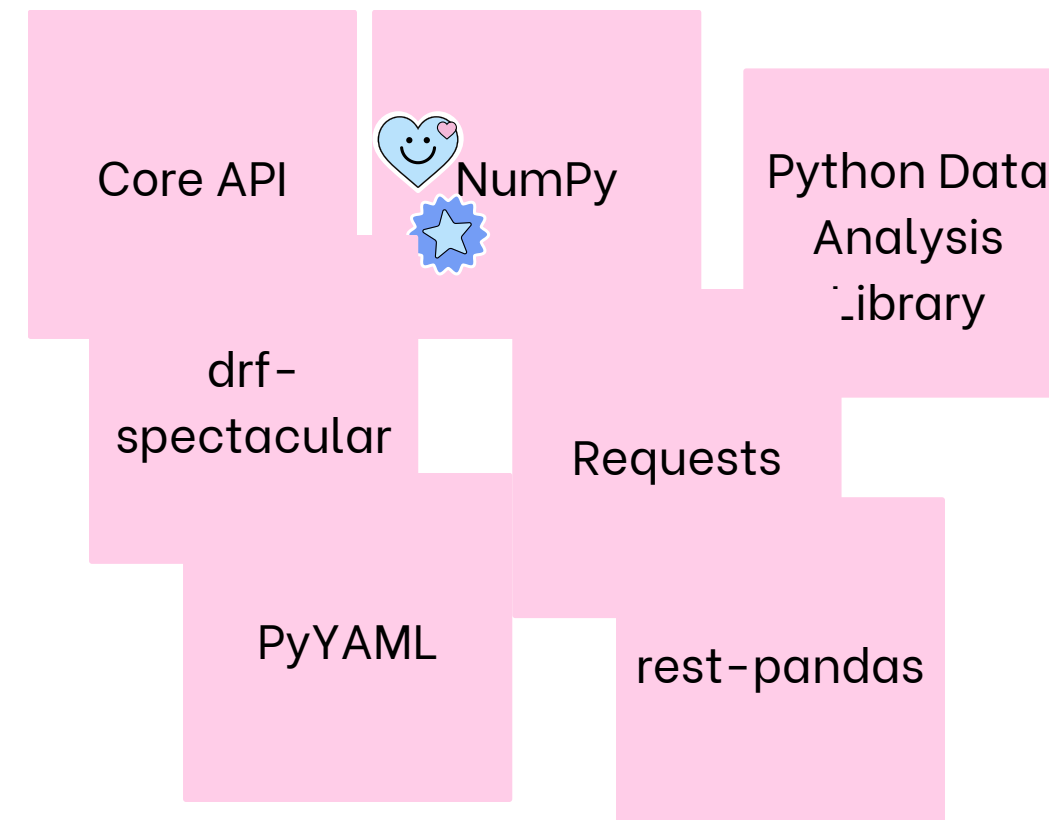 Core API
NumPy
Python Data
Analysis
Library
drf-
spectacular
Requests
PyYAML
rest-pandas